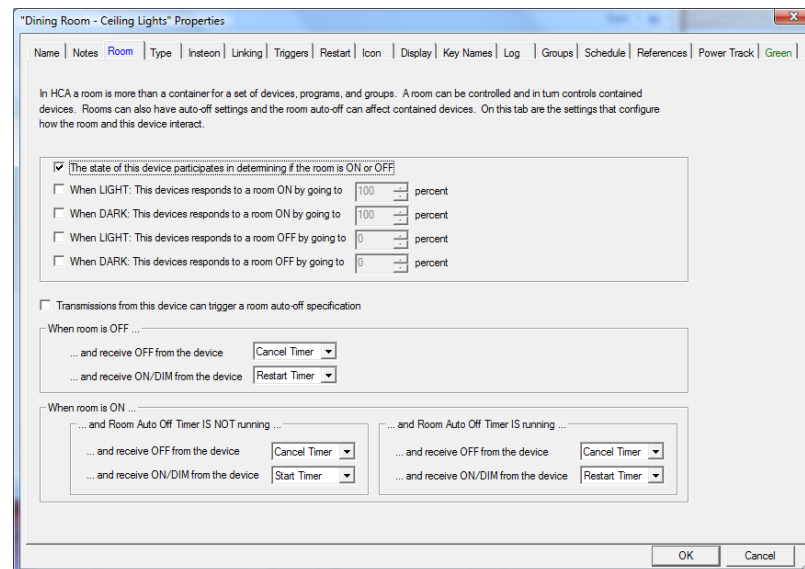 "Dining Room - Ceiling Lights" Properties
Name Notes Room Type Insteon Linking Triggers Restart Icon Display Key Names Log Groups Schedule References Power Track Green
In HCA a room is more than a container for a set of devices, programs, and groups. A room can be controlled and in turn controls contained
devices. Rooms can also have auto-off settings and the room auto-off can affect contained devices. On this tab are the settings that configure
how the room and this device interact.
The state of this device participates in determining if the room is ON or OFF
When LIGHT: This devices responds to a room ON by going to 100 percent
When DARK: This devices responds to a room ON by going to 100 percent
When LIGHT: This devices responds to a room OFF by going to 0 percent
When DARK: This devices responds to a room OFF by going to 0 percent
Transmissions from this device can trigger a room auto-off specification
When room is OFF ...
... and receive OFF from the device Cancel Timer
... and receive ON/DIM from the device Restart Timer
When room is ON ...
... and Room Auto Off Timer IS NOT running ...
... and receive OFF from the device Cancel Timer
... and receive ON/DIM from the device Start Timer
... and Room Auto Off Timer IS running ...
... and receive OFF from the device Cancel Timer
... and receive ON/DIM from the device Restart Timer
OK Cancel